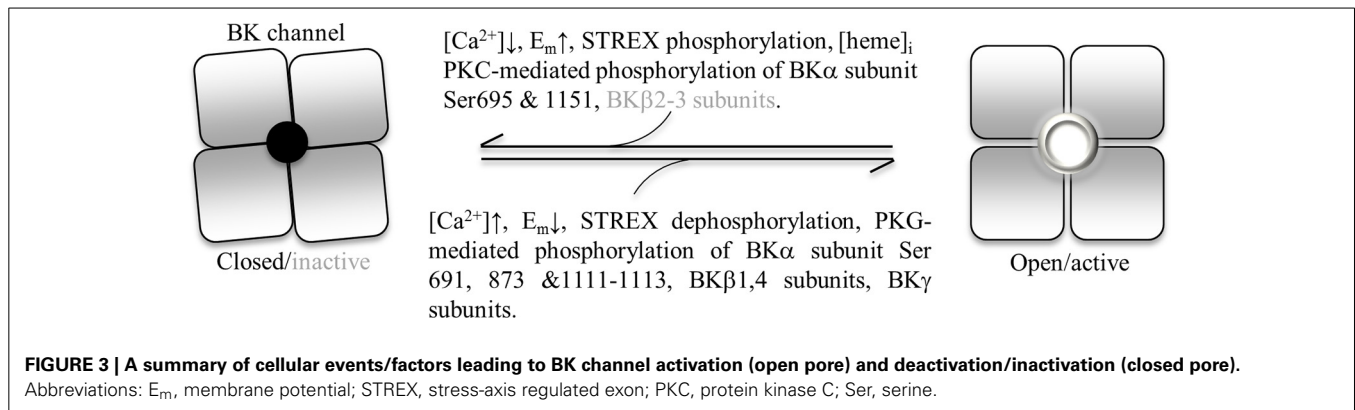 BK channel
[Ca²⁺]↓, Eₘ↑, STREX phosphorylation, [heme]ᵢ
PKC-mediated phosphorylation of BKα subunit
Ser695 & 1151, BKβ2-3 subunits.
[Ca²⁺]↑, Eₘ↓, STREX dephosphorylation, PKG-
mediated phosphorylation of BKα subunit Ser
691, 873 &1111-1113, BKβ1,4 subunits, BKγ
subunits.
Closed/inactive
Open/active
FIGURE 3 | A summary of cellular events/factors leading to BK channel activation (open pore) and deactivation/inactivation (closed pore).
Abbreviations: Eₘ, membrane potential; STREX, stress-axis regulated exon; PKC, protein kinase C; Ser, serine.